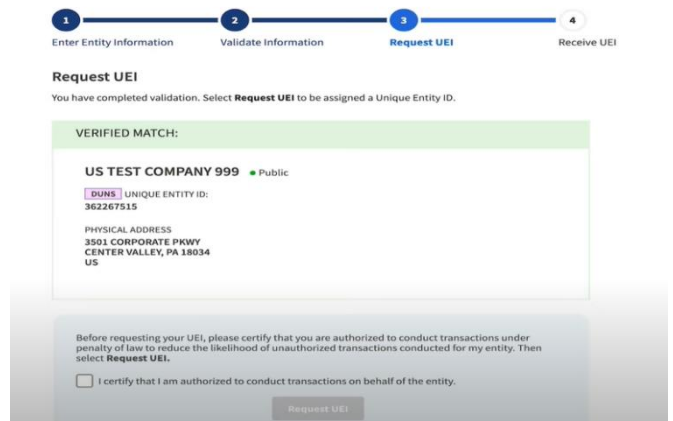 1 2 3 4
Enter Entity Information Validate Information Request UEI Receive UEI
Request UEI
You have completed validation. Select Request UEI to be assigned a Unique Entity ID.
VERIFIED MATCH:
US TEST COMPANY 999 Public
DUNS UNIQUE ENTITY ID:
362267515
PHYSICAL ADDRESS
3501 CORPORATE PKWY
CENTER VALLEY, PA 18034
US
Before requesting your UEI, please certify that you are authorized to conduct transactions under
penalty of law to reduce the likelihood of unauthorized transactions conducted for my entity. Then
select Request UEI.
I certify that I am authorized to conduct transactions on behalf of the entity.
Request UEI